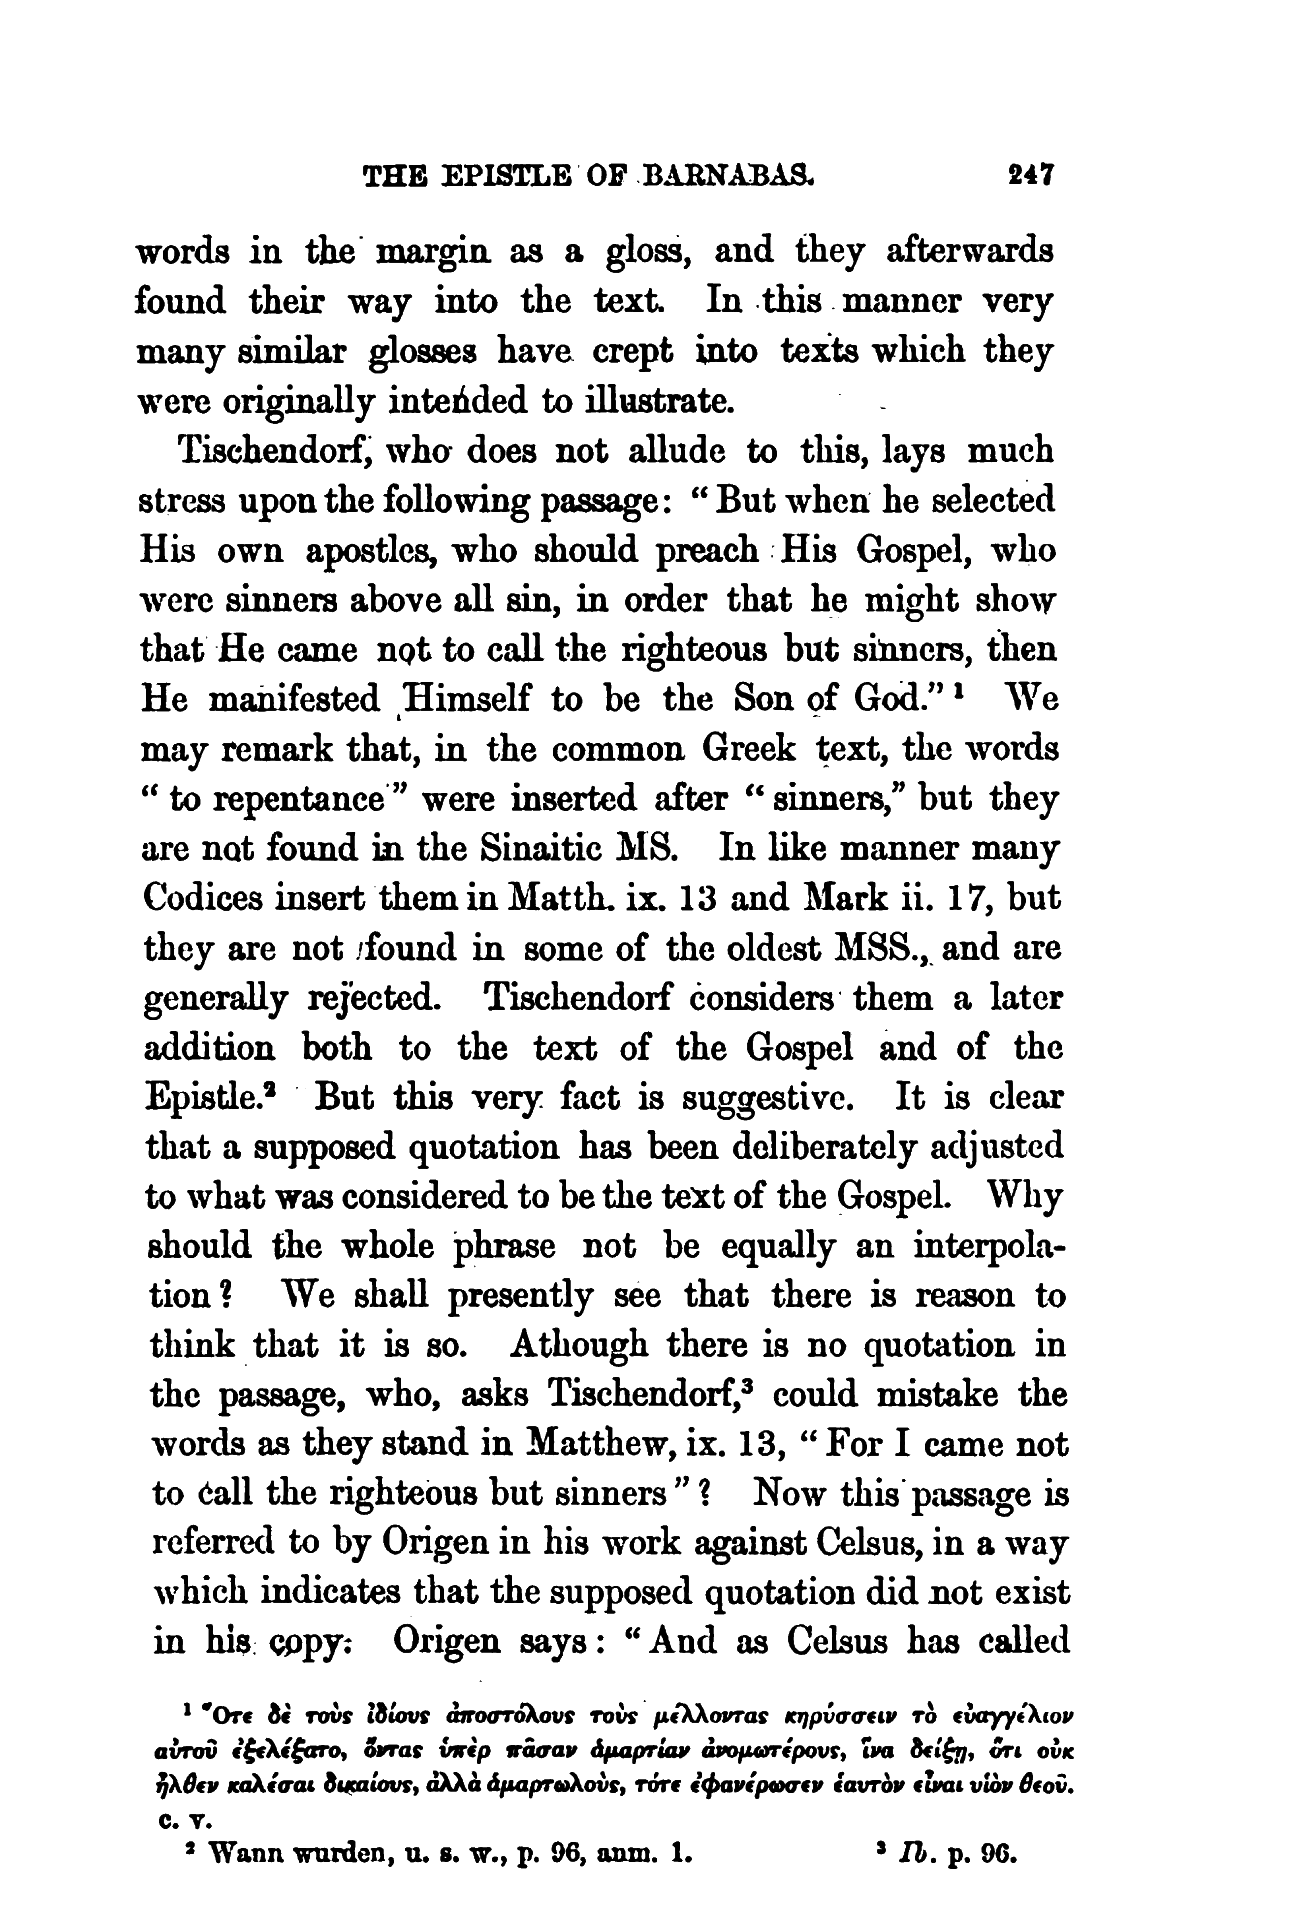 THE EPISTLE OF BARNABAS. 247
words in the margin as a gloss, and they afterwards
found their way into the text. In this manner very
many similar glosses have crept into texts which they
were originally intended to illustrate.
Tischendorf, who does not allude to this, lays much
stress upon the following passage: “But when he selected
His own apostles, who should preach His Gospel, who
were sinners above all sin, in order that he might show
that He came not to call the righteous but sinners, then
He manifested Himself to be the Son of God.”¹ We
may remark that, in the common Greek text, the words
“to repentance” were inserted after “sinners,” but they
are not found in the Sinaitic MS. In like manner many
Codices insert them in Matth. ix. 13 and Mark ii. 17, but
they are not found in some of the oldest MSS., and are
generally rejected. Tischendorf considers them a later
addition both to the text of the Gospel and of the
Epistle.² But this very fact is suggestive. It is clear
that a supposed quotation has been deliberately adjusted
to what was considered to be the text of the Gospel. Why
should the whole phrase not be equally an interpola-
tion? We shall presently see that there is reason to
think that it is so. Athough there is no quotation in
the passage, who, asks Tischendorf,³ could mistake the
words as they stand in Matthew, ix. 13, “For I came not
to call the righteous but sinners”? Now this passage is
referred to by Origen in his work against Celsus, in a way
which indicates that the supposed quotation did not exist
in his copy. Origen says: “And as Celsus has called
¹ Ὅτε δὲ τοὺς ἰδίους ἀποστόλους τοὺς μέλλοντας κηρύσσειν τὸ εὐαγγέλιον
αὐτοῦ ἐξελέξατο, ὄντας ὑπὲρ πᾶσαν ἁμαρτίαν ἀνομωτέρους, ἵνα δείξῃ, ὅτι οὐκ
ἦλθεν καλέσαι δικαίους, ἀλλὰ ἁμαρτωλοὺς, τότε ἐφανέρωσεν ἑαυτὸν εἶναι υἱὸν θεοῦ.
c. v.
² Wann wurden, u. s. w., p. 96, anm. 1. ³ Ib. p. 96.